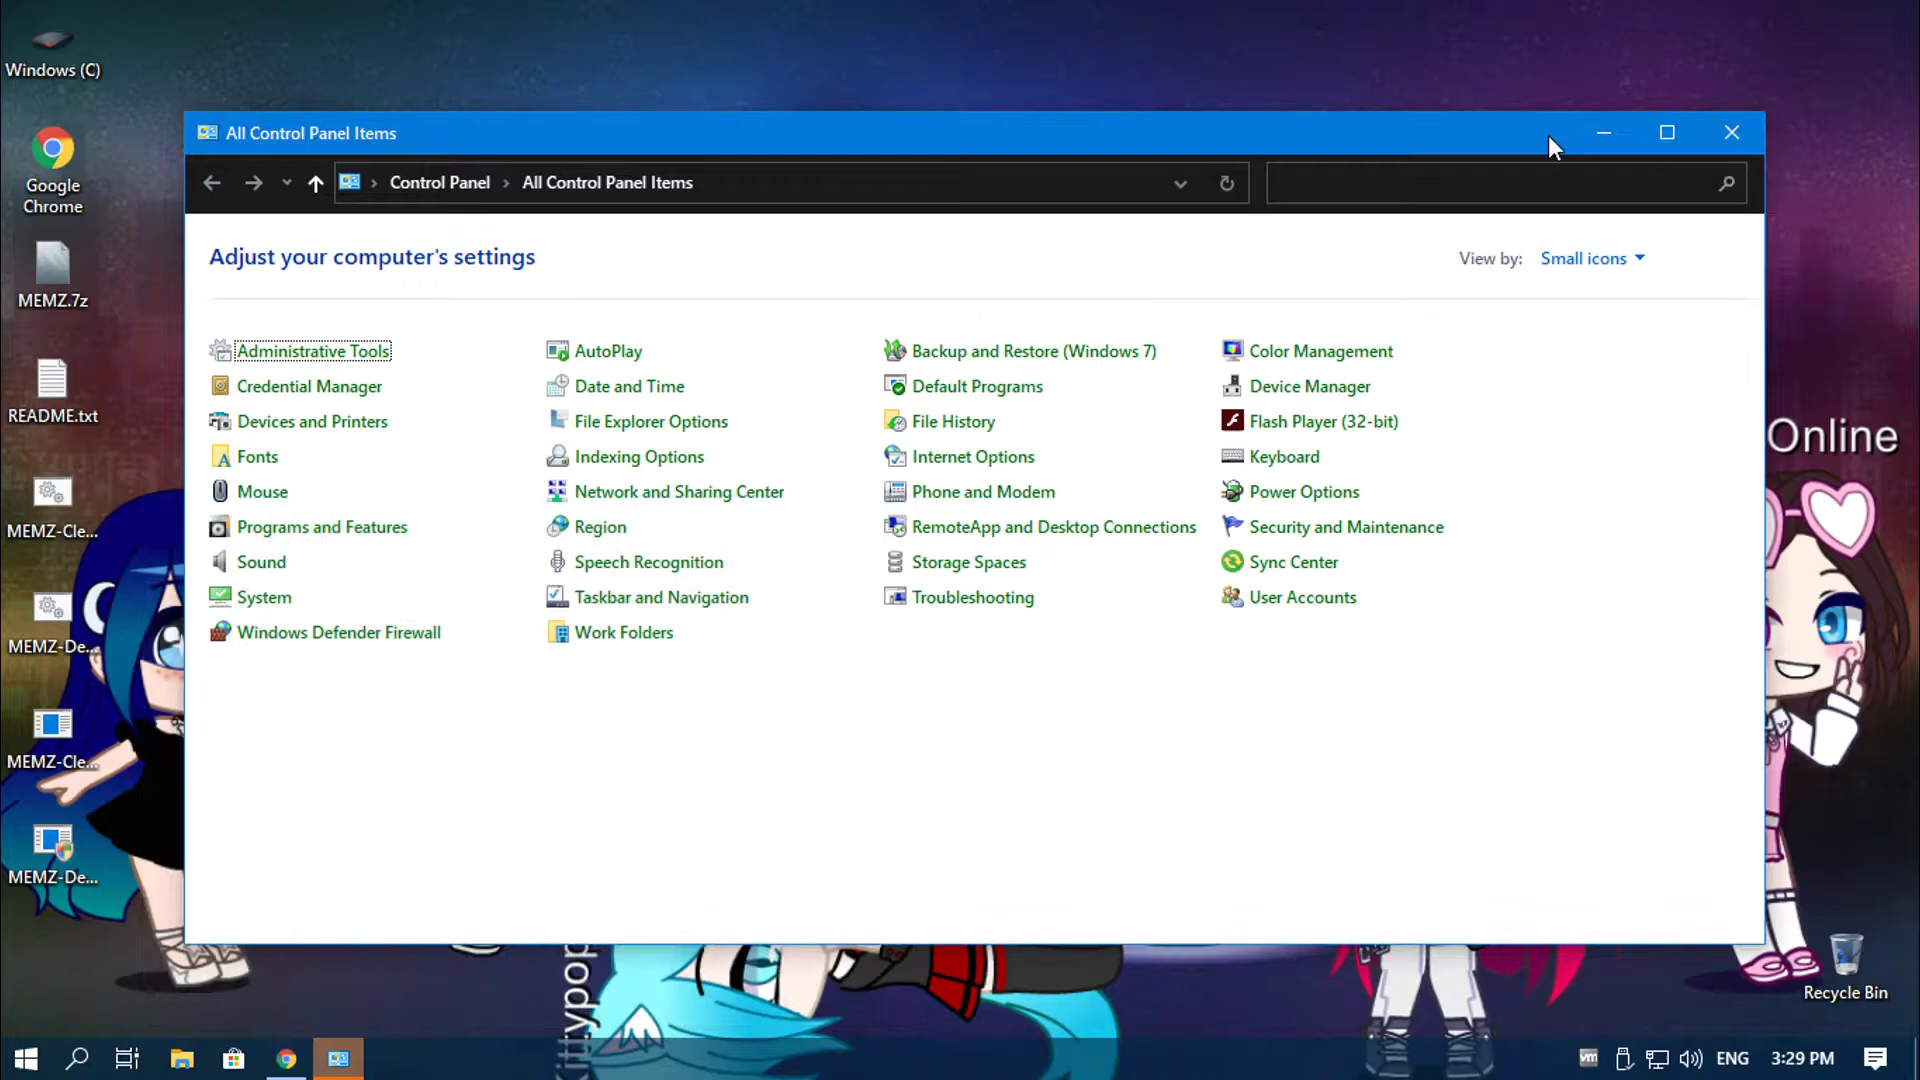 Windows (C)
Google
Chrome
MEMZ.7z
README.txt
MEMZ-Cle...
MEMZ-De...
MEMZ-Cle...
MEMZ-De...
All Control Panel Items
Control Panel
All Control Panel Items
Adjust your computer's settings
View by: Small icons
Administrative Tools
AutoPlay
Backup and Restore (Windows 7)
Color Management
Credential Manager
Date and Time
Default Programs
Device Manager
Devices and Printers
File Explorer Options
File History
Flash Player (32-bit)
Fonts
Indexing Options
Internet Options
Keyboard
Mouse
Network and Sharing Center
Phone and Modem
Power Options
Programs and Features
Region
RemoteApp and Desktop Connections
Security and Maintenance
Sound
Speech Recognition
Storage Spaces
Sync Center
System
Taskbar and Navigation
Troubleshooting
User Accounts
Windows Defender Firewall
Work Folders
Online
Recycle Bin
vm
ENG
3:29 PM